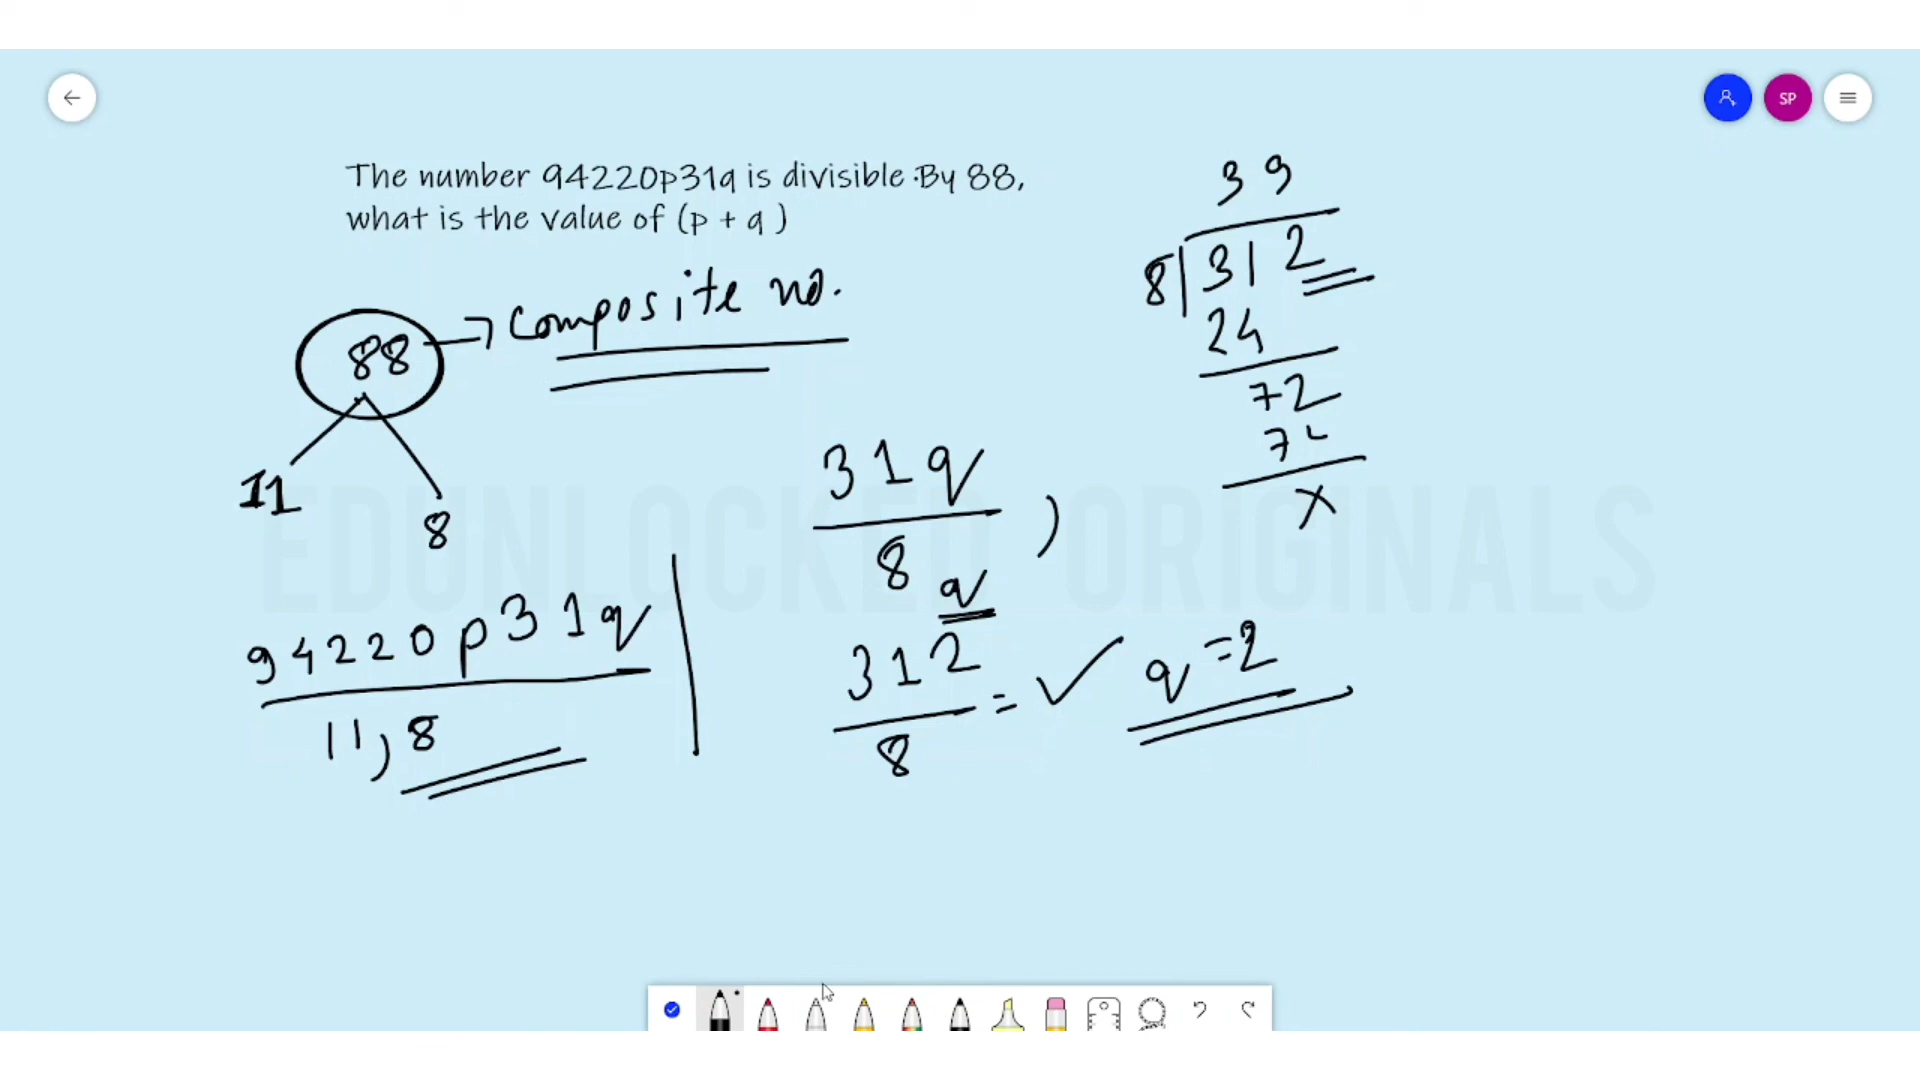 SP
The number 94220p31q is divisible By 88,
what is the value of (p + q )
88 → composite no.
11
8
94220p31q
11, 8
31q
8
q
312
8
= ✓ q=2
39
8|312
24
72
72
x
EDUNLOCKED ORIGINALS